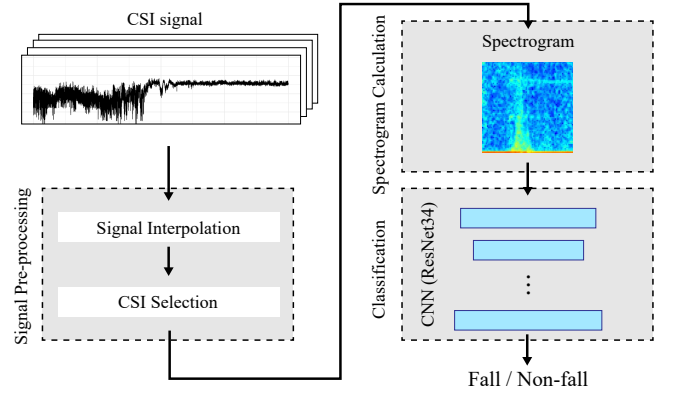 CSI signal
Signal Pre-processing
Signal Interpolation
CSI Selection
Spectrogram Calculation
Spectrogram
Classification
CNN (ResNet34)
Fall / Non-fall